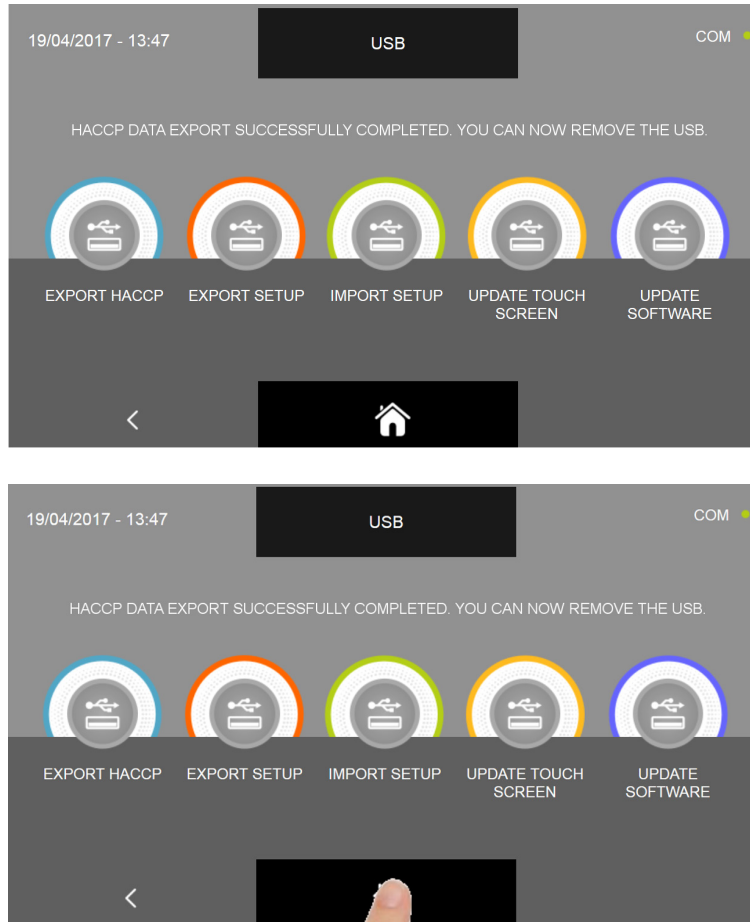 19/04/2017 - 13:47
USB
COM
HACCP DATA EXPORT SUCCESSFULLY COMPLETED. YOU CAN NOW REMOVE THE USB.
EXPORT HACCP
EXPORT SETUP
IMPORT SETUP
UPDATE TOUCH
SCREEN
UPDATE
SOFTWARE
19/04/2017 - 13:47
USB
COM
HACCP DATA EXPORT SUCCESSFULLY COMPLETED. YOU CAN NOW REMOVE THE USB.
EXPORT HACCP
EXPORT SETUP
IMPORT SETUP
UPDATE TOUCH
SCREEN
UPDATE
SOFTWARE